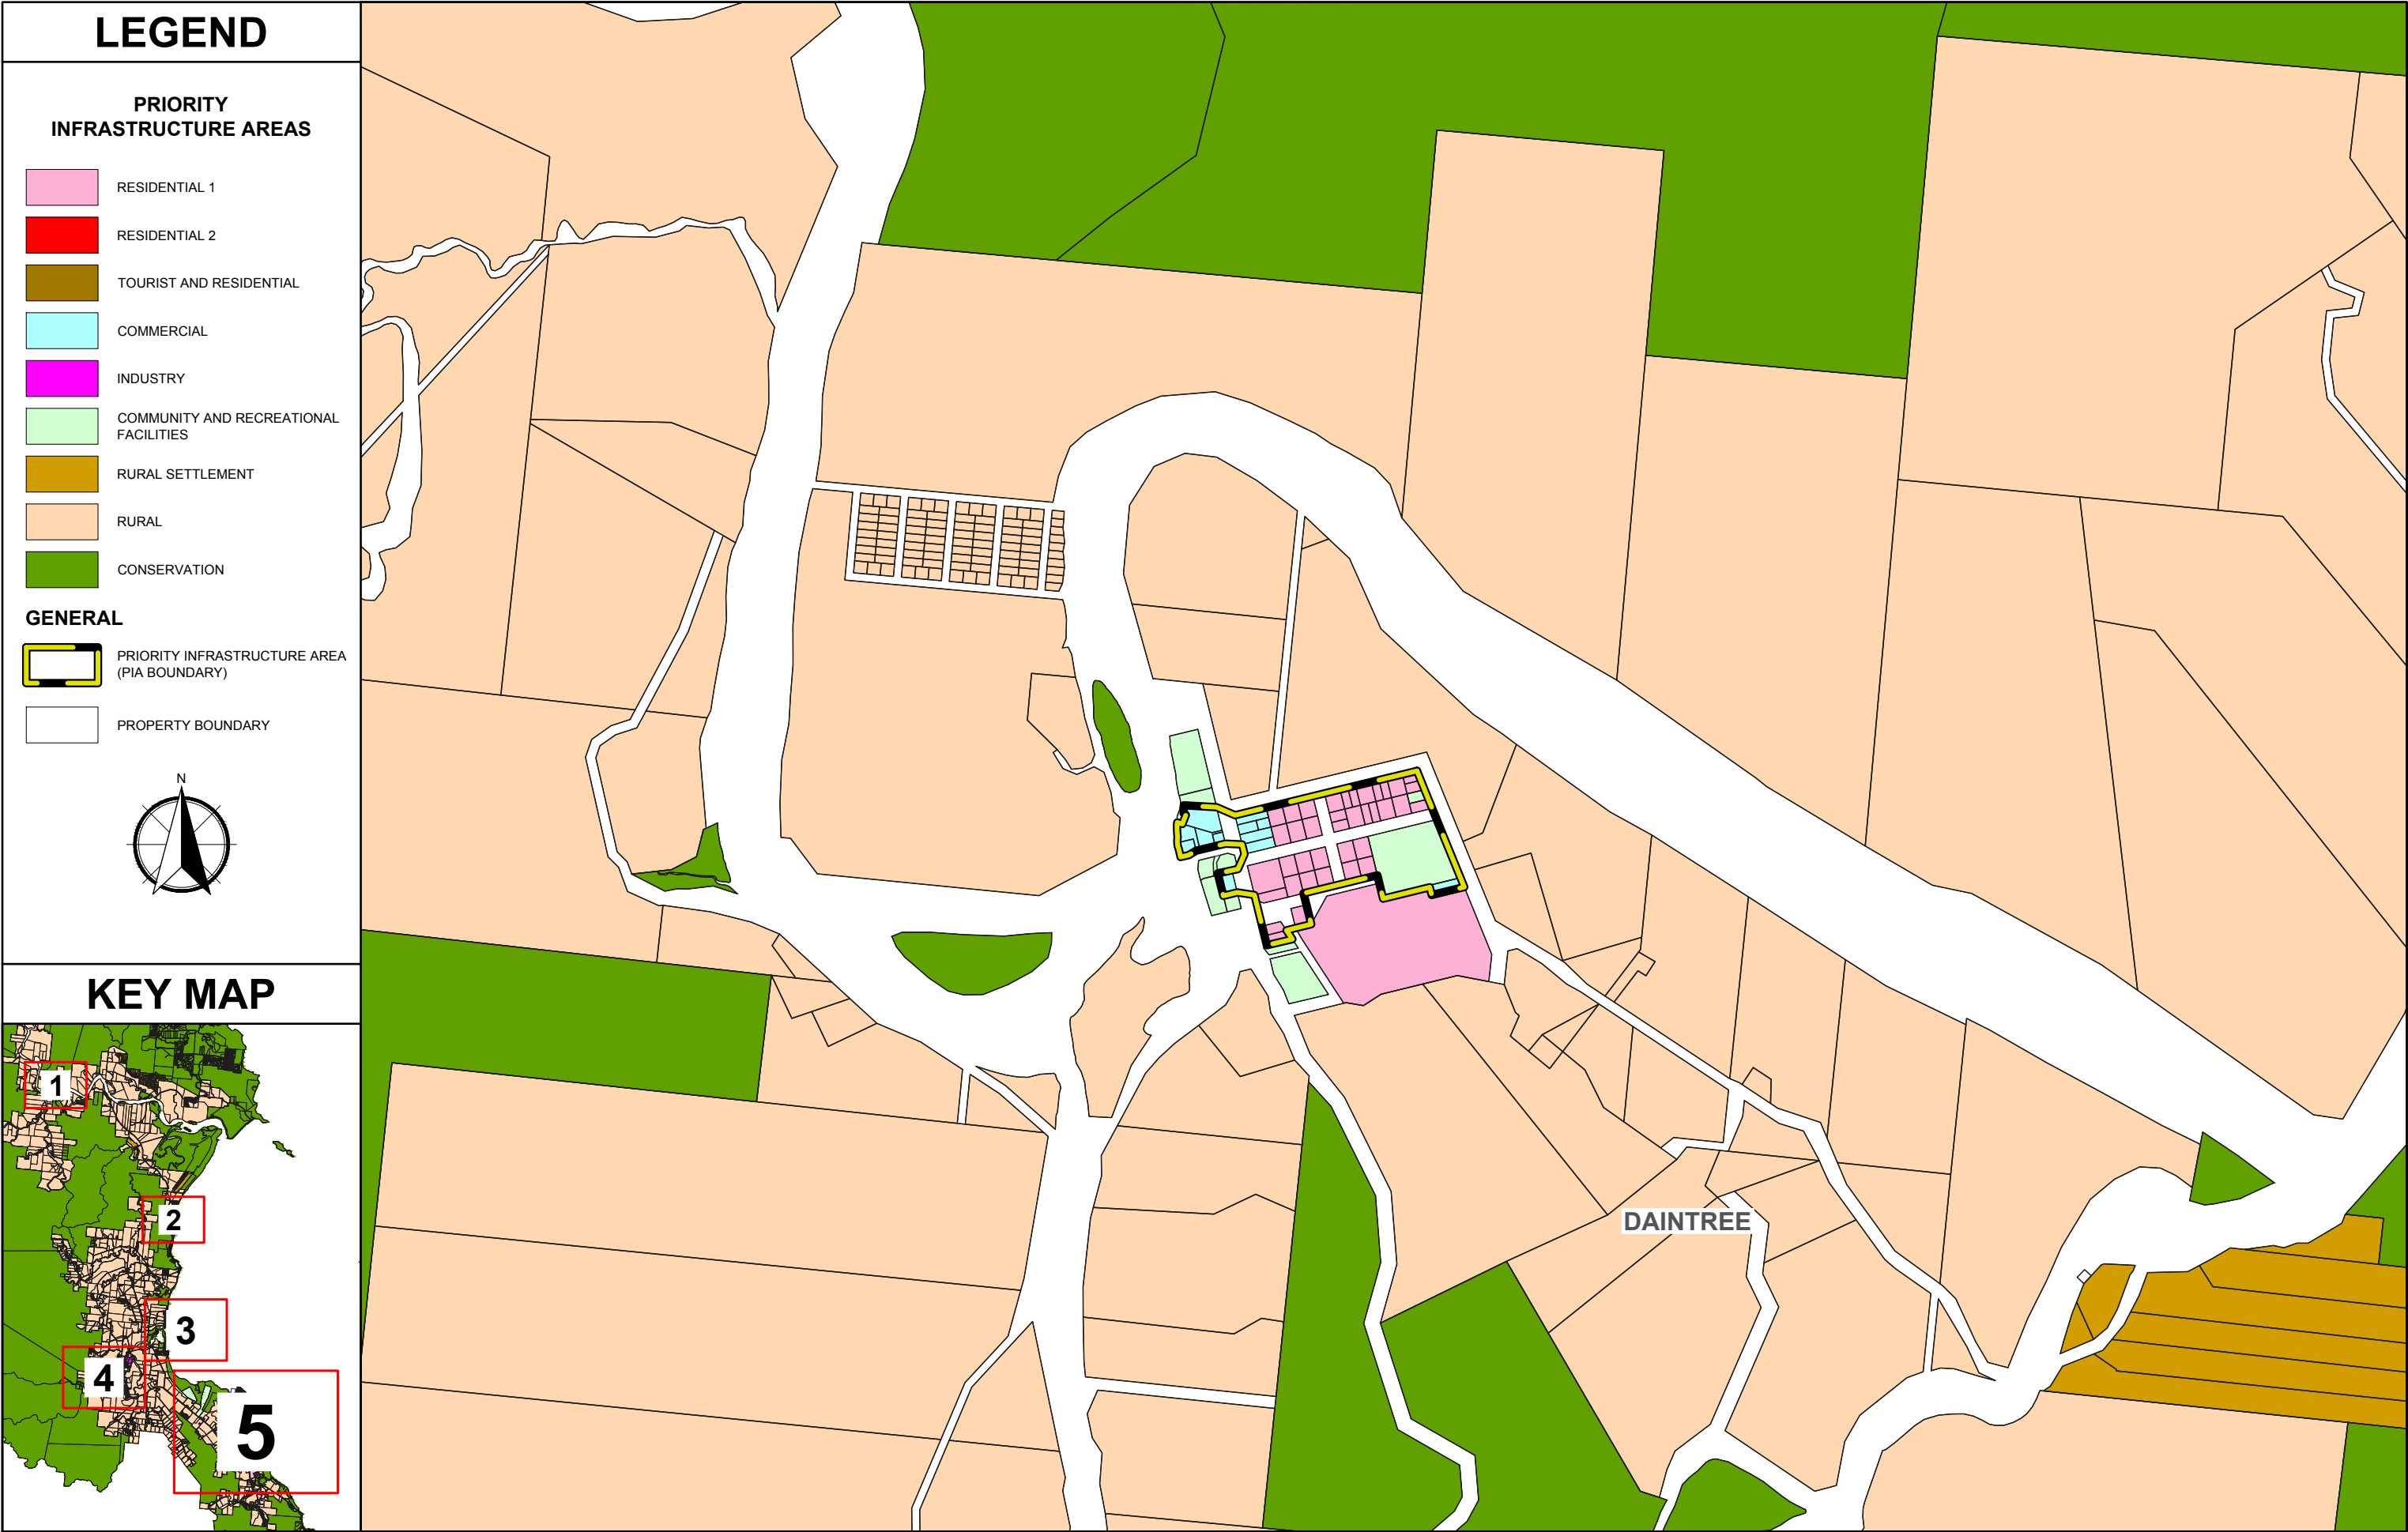 LEGEND
PRIORITY
INFRASTRUCTURE AREAS
RESIDENTIAL 1
RESIDENTIAL 2
TOURIST AND RESIDENTIAL
COMMERCIAL
INDUSTRY
COMMUNITY AND RECREATIONAL
FACILITIES
RURAL SETTLEMENT
RURAL
CONSERVATION
GENERAL
PRIORITY INFRASTRUCTURE AREA
(PIA BOUNDARY)
PROPERTY BOUNDARY
N
KEY MAP
1
2
3
4
5
DAINTREE